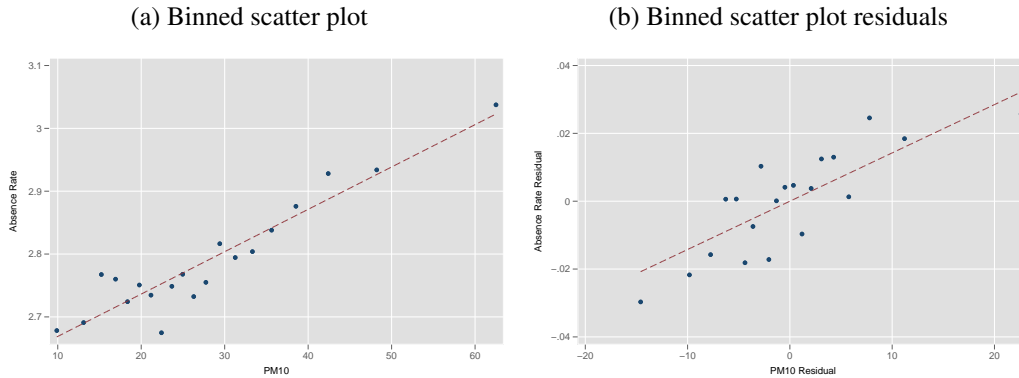 (a) Binned scatter plot
3.1
3
2.9
2.8
2.7
Absence Rate
10 20 30 40 50 60
PM10
(b) Binned scatter plot residuals
.04
.02
0
−.02
−.04
Absence Rate Residual
−20 −10 0 10 20
PM10 Residual